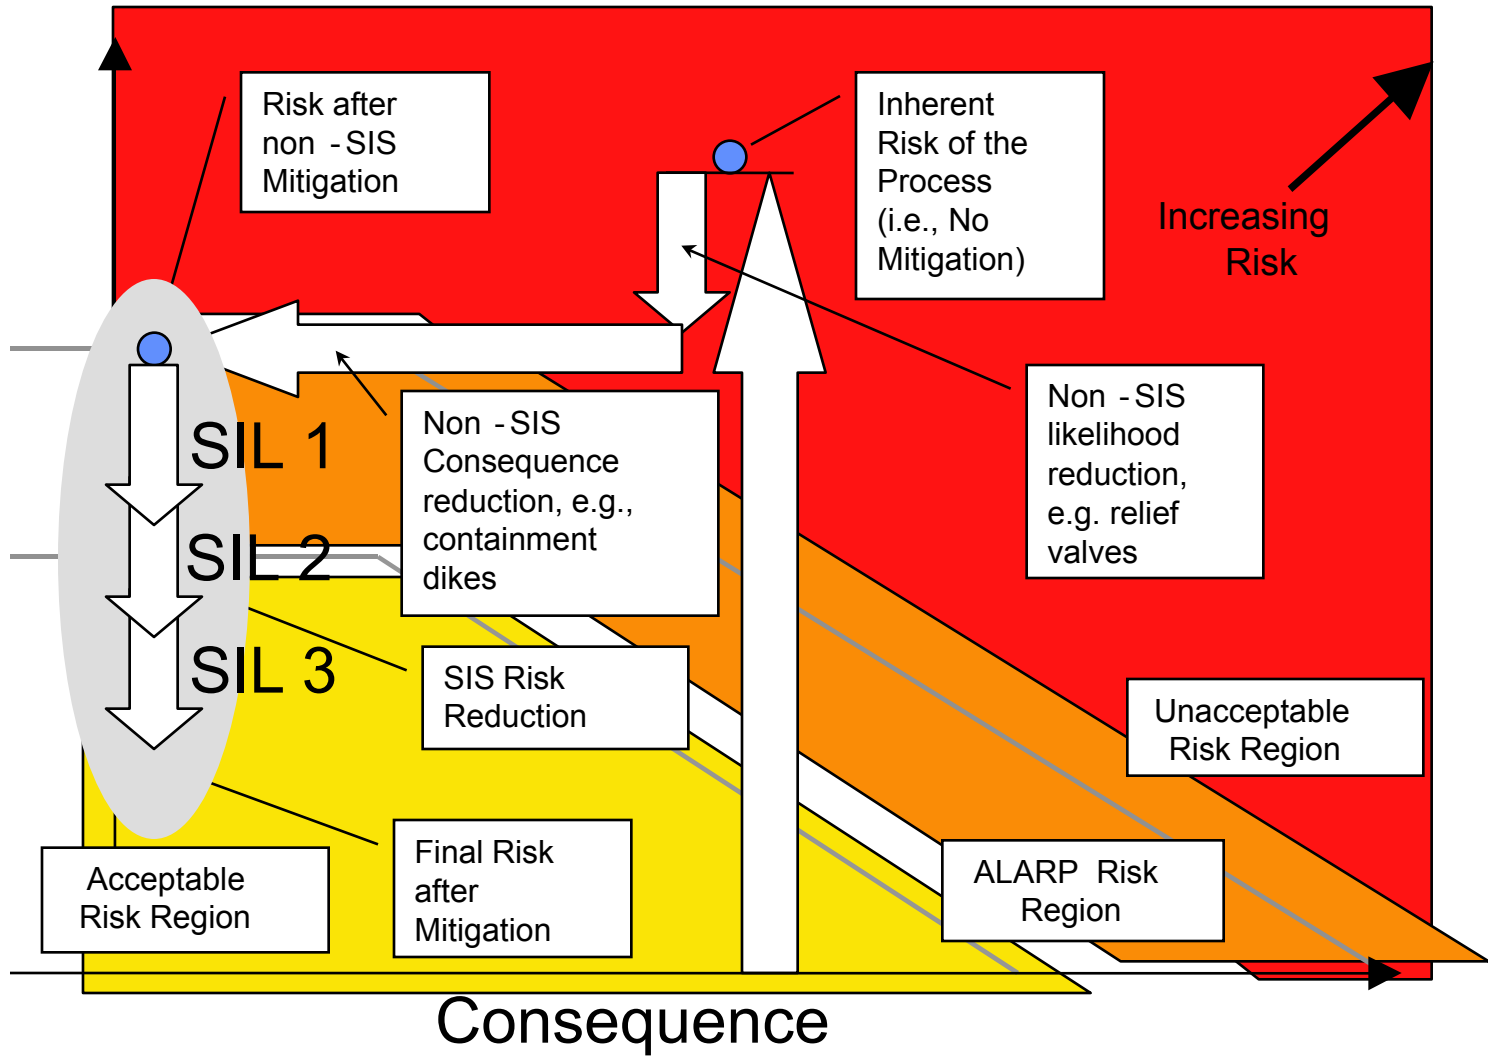 Risk after
non -SIS
Mitigation
Inherent
Risk of the
Process
(i.e., No
Mitigation)
Increasing
Risk
SIL 1
SIL 2
SIL 3
Non -SIS
Consequence
reduction, e.g.,
containment
dikes
Non -SIS
likelihood
reduction,
e.g. relief
valves
SIS Risk
Reduction
Unacceptable
Risk Region
Acceptable
Risk Region
Final Risk
after
Mitigation
ALARP Risk
Region
Consequence